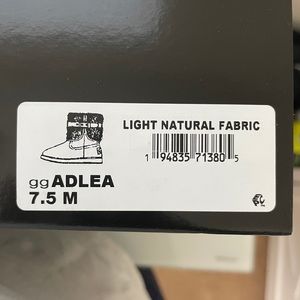 LIGHT NATURAL FABRIC
1 94835 71380 5
gg ADLEA
7.5 M